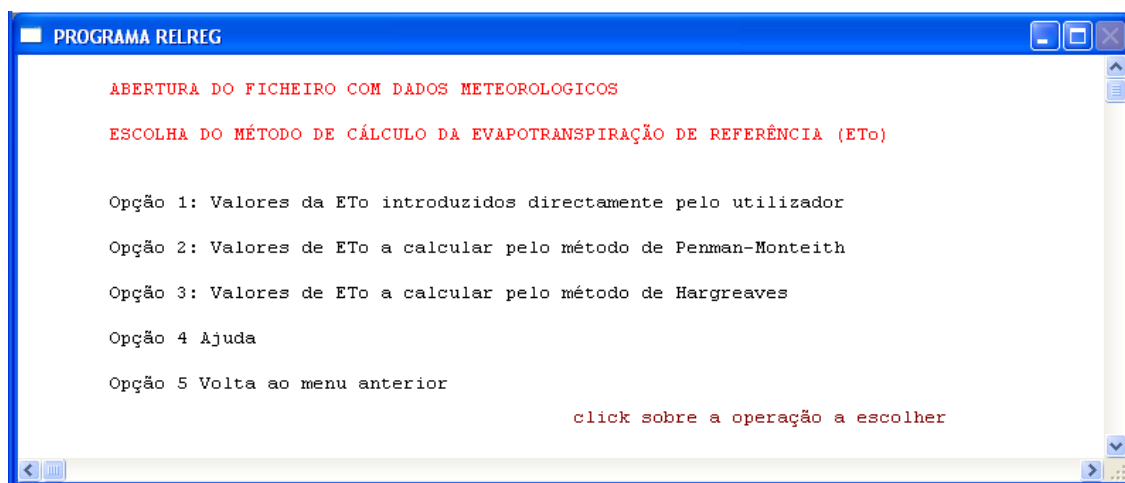 PROGRAMA RELREG
ABERTURA DO FICHEIRO COM DADOS METEOROLOGICOS
ESCOLHA DO MÉTODO DE CÁLCULO DA EVAPOTRANSPIRAÇÃO DE REFERÊNCIA (ETo)
Opção 1: Valores da ETo introduzidos directamente pelo utilizador
Opção 2: Valores de ETo a calcular pelo método de Penman-Monteith
Opção 3: Valores de ETo a calcular pelo método de Hargreaves
Opção 4 Ajuda
Opção 5 Volta ao menu anterior
click sobre a operação a escolher